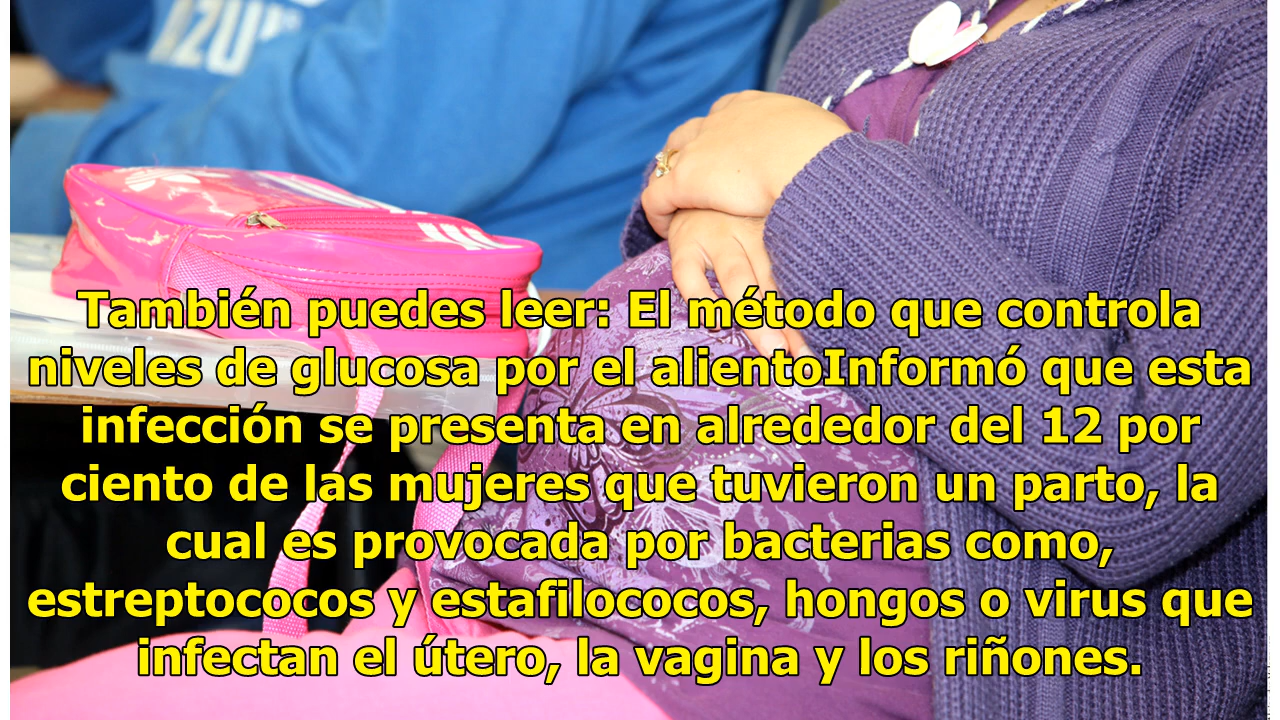 AZU
También puedes leer: El método que controla
niveles de glucosa por el alientoInformó que esta
infección se presenta en alrededor del 12 por
ciento de las mujeres que tuvieron un parto, la
cual es provocada por bacterias como,
estreptococos y estafilococos, hongos o virus que
infectan el útero, la vagina y los riñones.